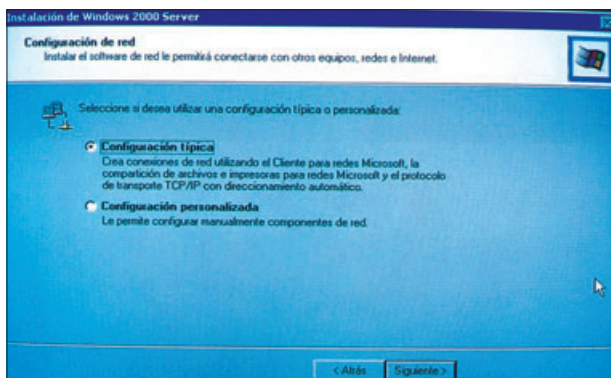 Instalación de Windows 2000 Server
Configuración de red
Instalar el software de red le permitirá conectarse con otros equipos, redes e Internet.
Seleccione si desea utilizar una configuración típica o personalizada:
Configuración típica
Crea conexiones de red utilizando el Cliente para redes Microsoft, la
compartición de archivos e impresoras para redes Microsoft y el protocolo
de transporte TCP/IP con direccionamiento automático.
Configuración personalizada
Le permite configurar manualmente componentes de red.
< Atrás
Siguiente >